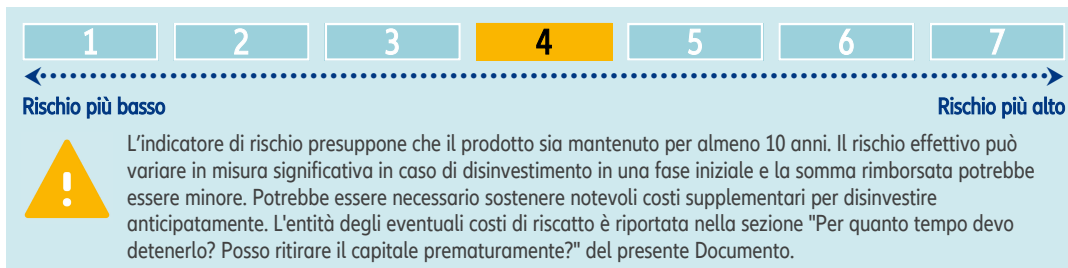 1 2 3 4 5 6 7
Rischio più basso Rischio più alto
L'indicatore di rischio presuppone che il prodotto sia mantenuto per almeno 10 anni. Il rischio effettivo può
variare in misura significativa in caso di disinvestimento in una fase iniziale e la somma rimborsata potrebbe
essere minore. Potrebbe essere necessario sostenere notevoli costi supplementari per disinvestire
anticipatamente. L'entità degli eventuali costi di riscatto è riportata nella sezione "Per quanto tempo devo
detenerlo? Posso ritirare il capitale prematuramente?" del presente Documento.